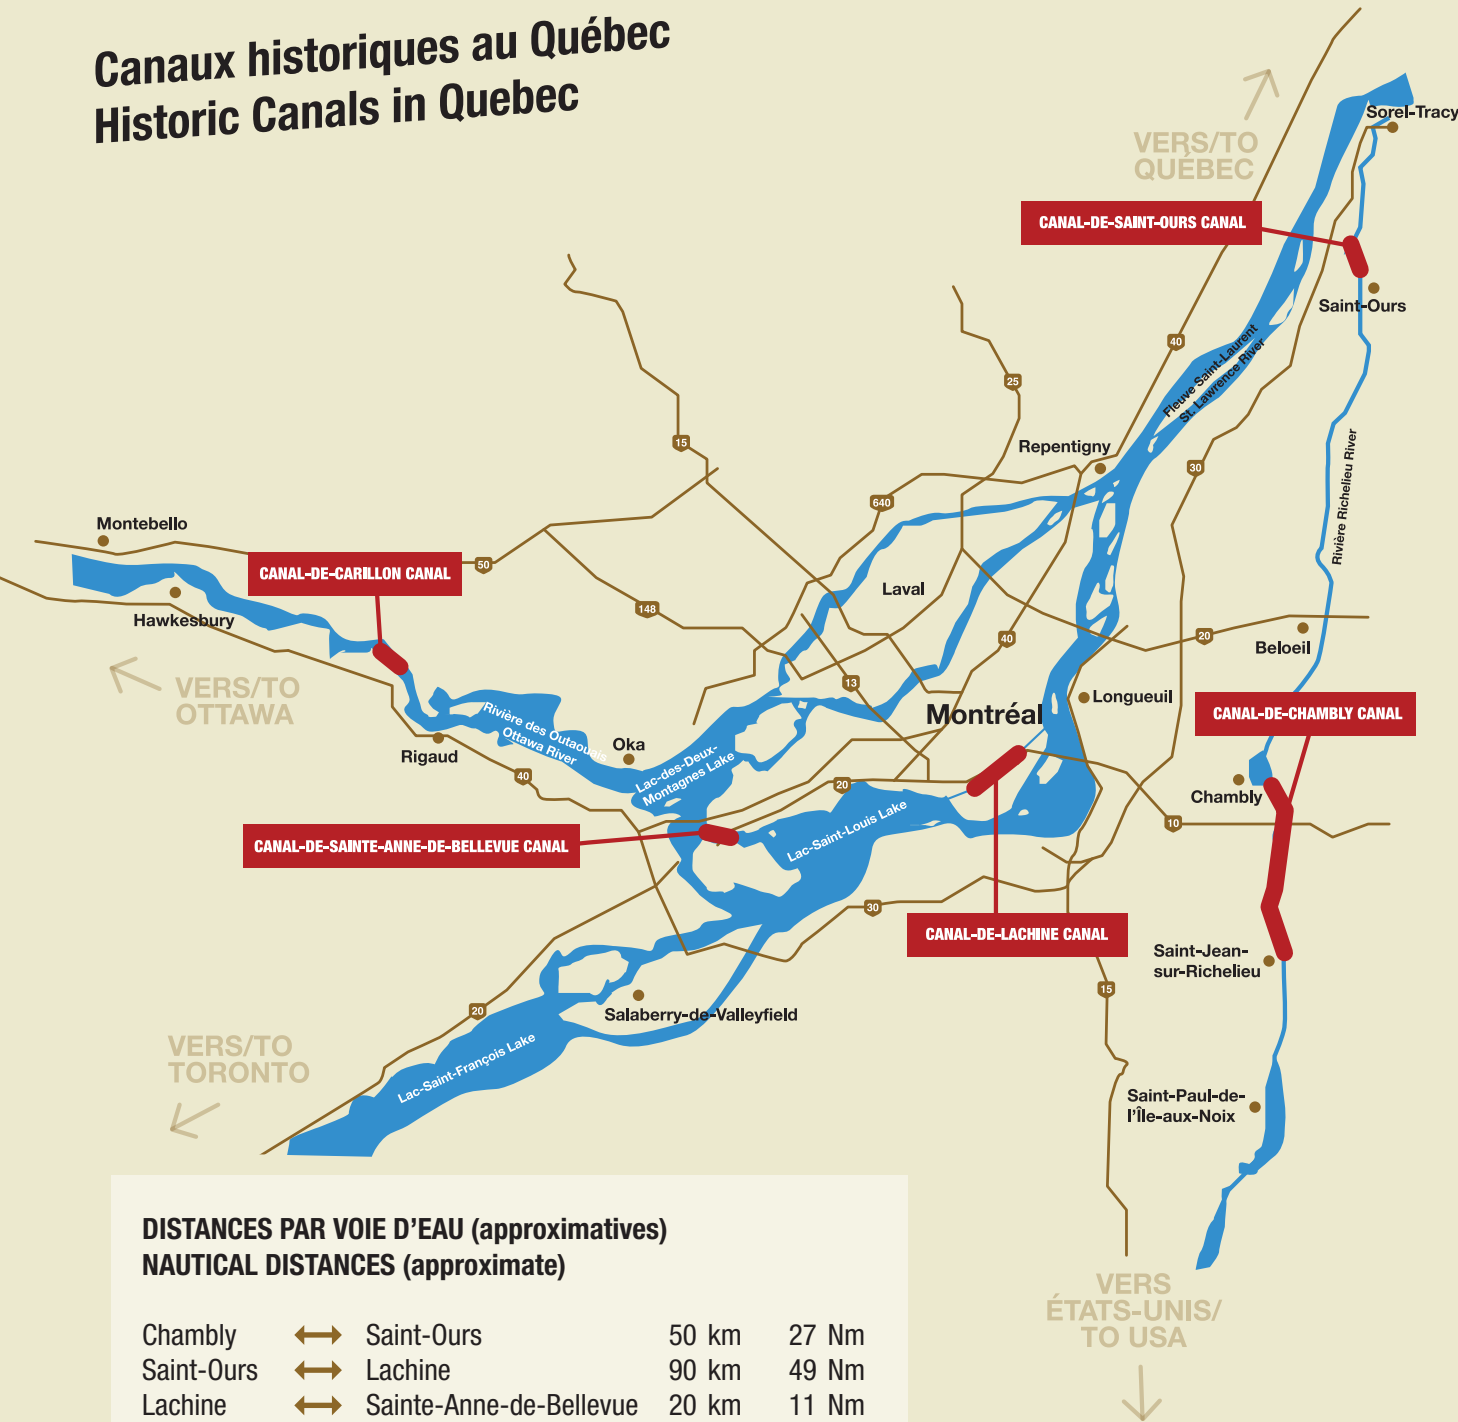 Canaux historiques au Québec
Historic Canals in Quebec
Sorel-Tracy
VERS/TO
QUÉBEC
CANAL-DE-SAINT-OURS CANAL
Saint-Ours
40
Fleuve Saint-Laurent
St. Lawrence River
25
15
Repentigny
30
640
Rivière Richelieu River
Montebello
50
CANAL-DE-CARILLON CANAL
Laval
Hawkesbury
148
40
20
Beloeil
VERS/TO
OTTAWA
13
Longueuil
Montréal
CANAL-DE-CHAMBLY CANAL
Rivière des Outaouais
Ottawa River
Oka
Rigaud
40
Lac-des-Deux-
Montagnes Lake
20
Chambly
Lac-Saint-Louis Lake
10
CANAL-DE-SAINTE-ANNE-DE-BELLEVUE CANAL
30
CANAL-DE-LACHINE CANAL
Saint-Jean-
sur-Richelieu
15
20
Salaberry-de-Valleyfield
VERS/TO
TORONTO
Lac-Saint-François Lake
Saint-Paul-de-
l'Île-aux-Noix
DISTANCES PAR VOIE D'EAU (approximatives)
NAUTICAL DISTANCES (approximate)
VERS
ÉTATS-UNIS/
TO USA
Chambly Saint-Ours 50 km 27 Nm
Saint-Ours Lachine 90 km 49 Nm
Lachine Sainte-Anne-de-Bellevue 20 km 11 Nm